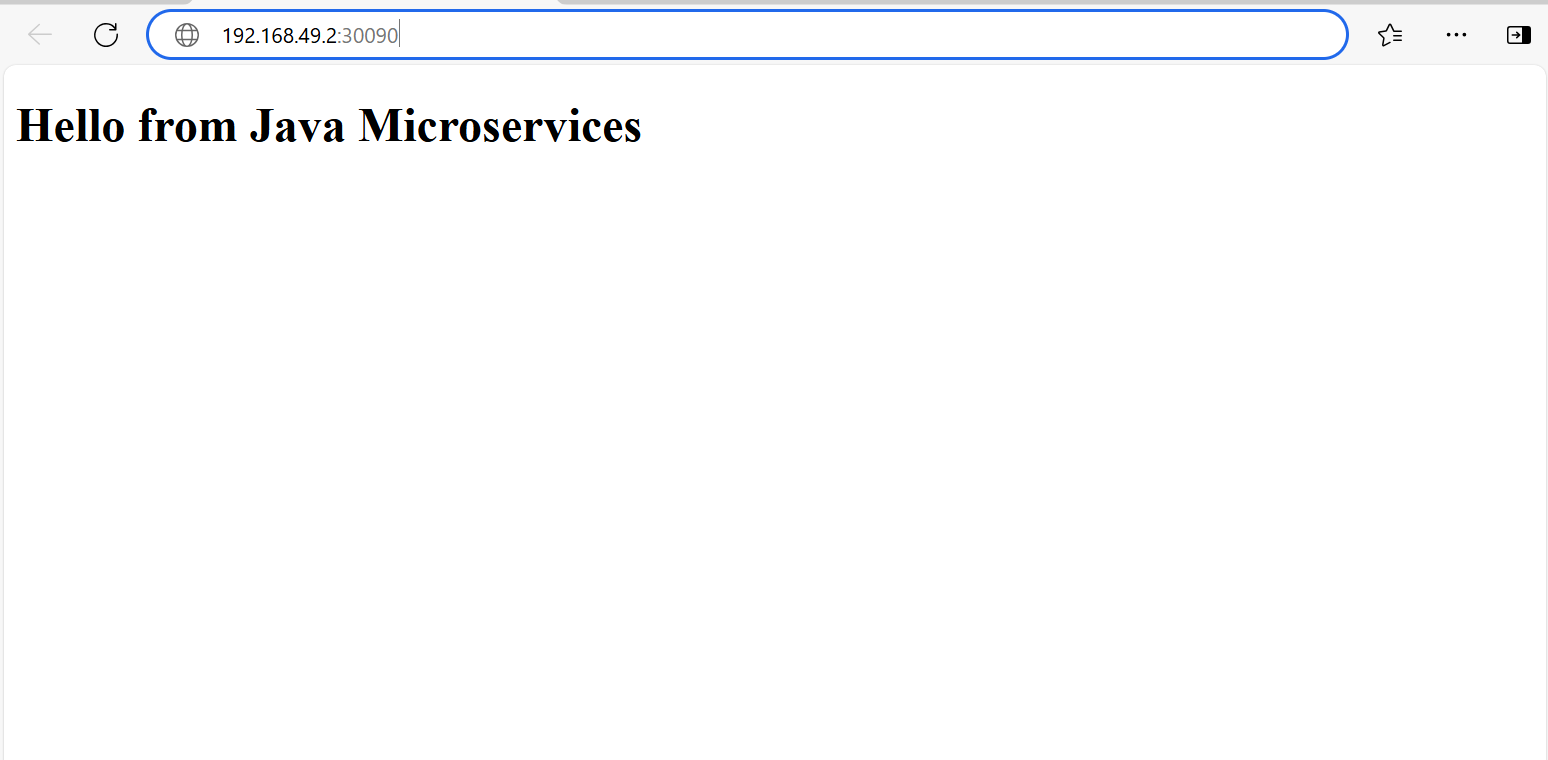 192.168.49.2:30090
Hello from Java Microservices